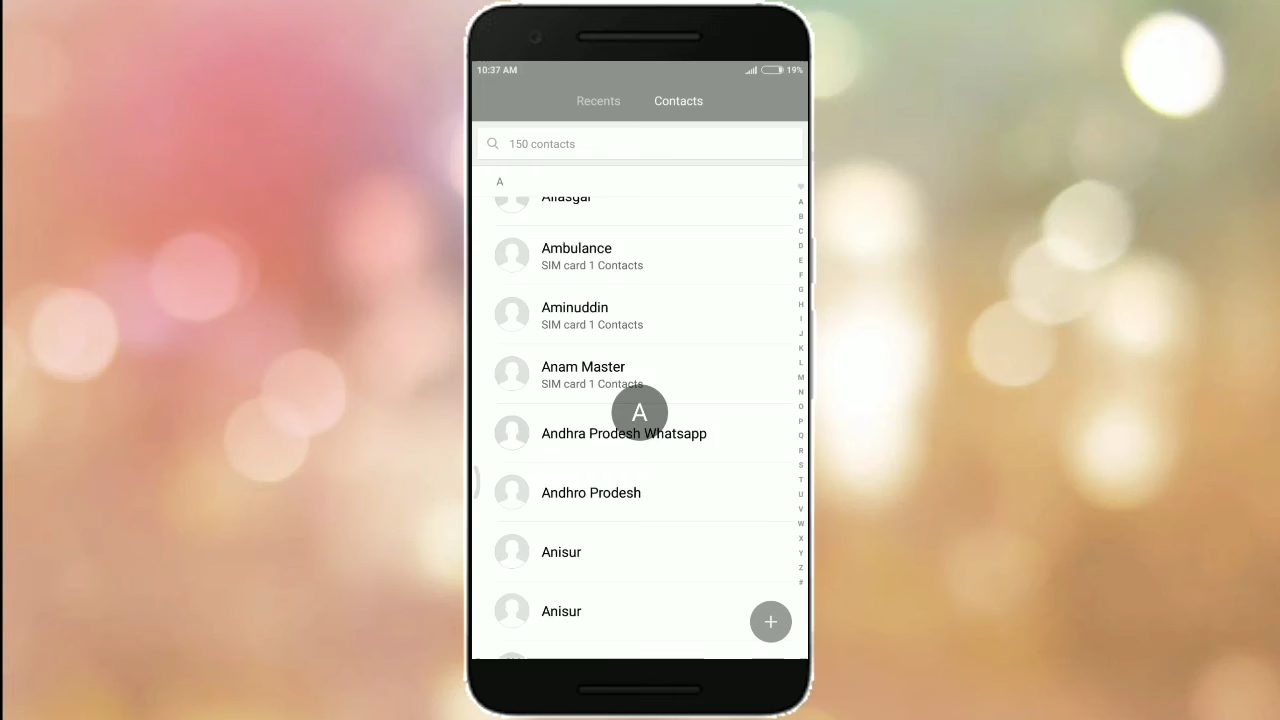 10:37 AM 19%
Recents Contacts
150 contacts
A
Aliasgar
Ambulance
SIM card 1 Contacts
Aminuddin
SIM card 1 Contacts
Anam Master
SIM card 1 Contacts
A
Andhra Prodesh Whatsapp
Andhro Prodesh
Anisur
Anisur
A
B
C
D
E
F
G
H
I
J
K
L
M
N
O
P
Q
R
S
T
U
V
W
X
Y
Z
#